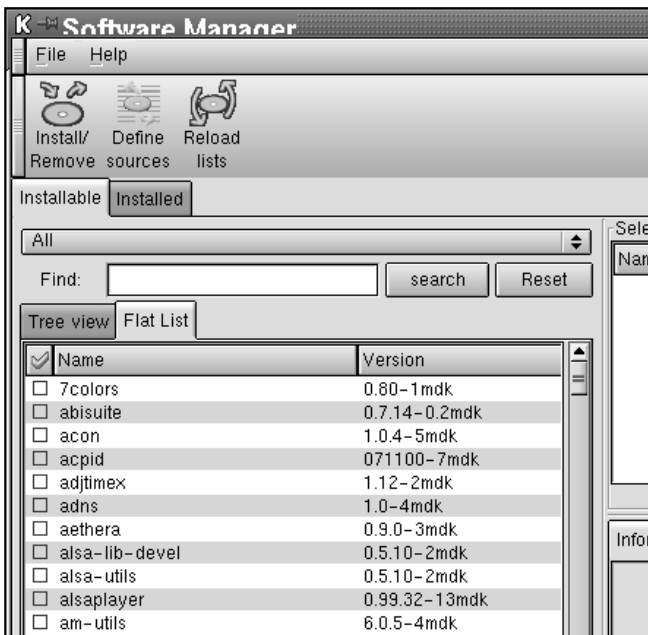 Software Manager
File Help
Install/ Define Reload
Remove sources lists
Installable Installed
All
Find: search Reset
Tree view Flat List
Name Version
7colors 0.80-1mdk
abisuite 0.7.14-0.2mdk
acon 1.0.4-5mdk
acpid 071100-7mdk
adjtimex 1.12-2mdk
adns 1.0-4mdk
aethera 0.9.0-3mdk
alsa-lib-devel 0.5.10-2mdk
alsa-utils 0.5.10-2mdk
alsaplayer 0.99.32-13mdk
am-utils 6.0.5-4mdk